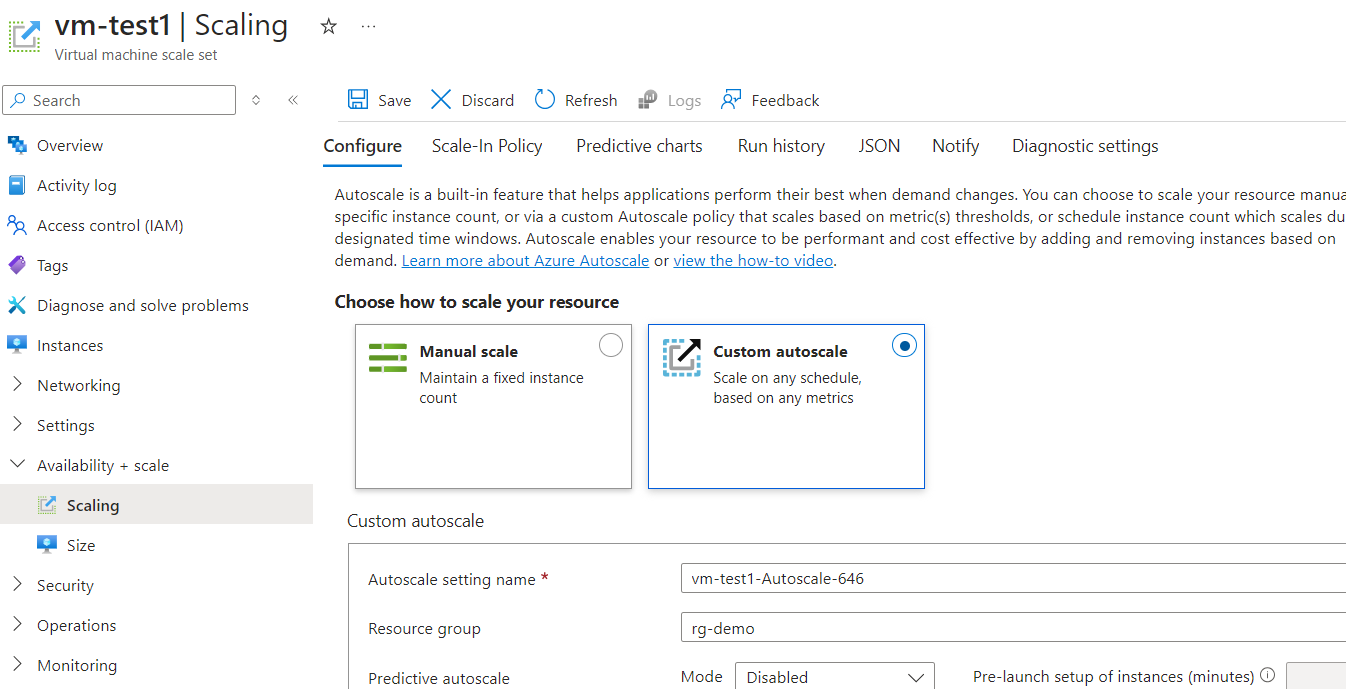 vm-test1 | Scaling
Virtual machine scale set
Search
Save
Discard
Refresh
Logs
Feedback
Overview
Activity log
Access control (IAM)
Tags
Diagnose and solve problems
Instances
Networking
Settings
Availability + scale
Scaling
Size
Security
Operations
Monitoring
Configure
Scale-In Policy
Predictive charts
Run history
JSON
Notify
Diagnostic settings
Autoscale is a built-in feature that helps applications perform their best when demand changes. You can choose to scale your resource manua
specific instance count, or via a custom Autoscale policy that scales based on metric(s) thresholds, or schedule instance count which scales du
designated time windows. Autoscale enables your resource to be performant and cost effective by adding and removing instances based on
demand. Learn more about Azure Autoscale or view the how-to video.
Choose how to scale your resource
Manual scale
Maintain a fixed instance
count
Custom autoscale
Scale on any schedule,
based on any metrics
Custom autoscale
Autoscale setting name *
vm-test1-Autoscale-646
Resource group
rg-demo
Predictive autoscale
Mode
Disabled
Pre-launch setup of instances (minutes)